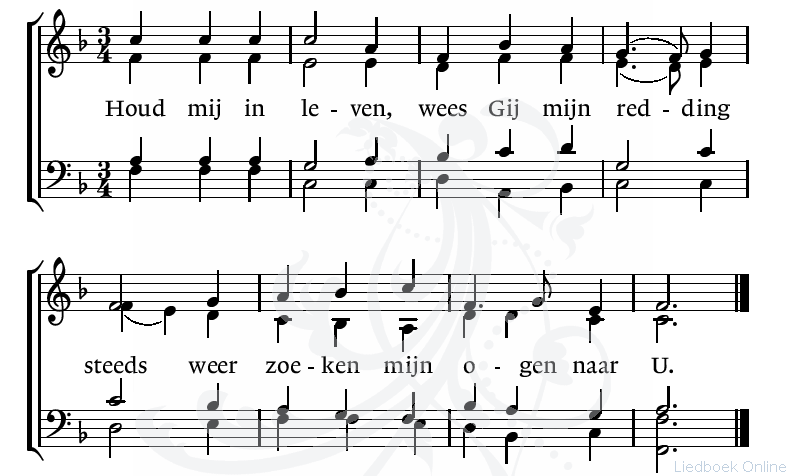 Houd mij in le - ven, wees Gij mijn red - ding
steeds weer zoe - ken mijn o - gen naar U.
Liedboek Online